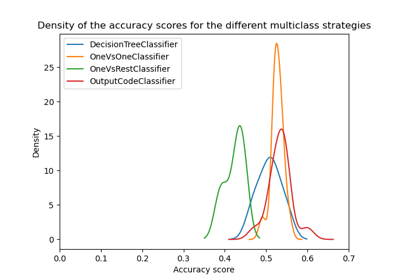 Density of the accuracy scores for the different multiclass strategies
DecisionTreeClassifier
OneVsOneClassifier
OneVsRestClassifier
OutputCodeClassifier
Density
25
20
15
10
5
0
0.0 0.1 0.2 0.3 0.4 0.5 0.6 0.7
Accuracy score